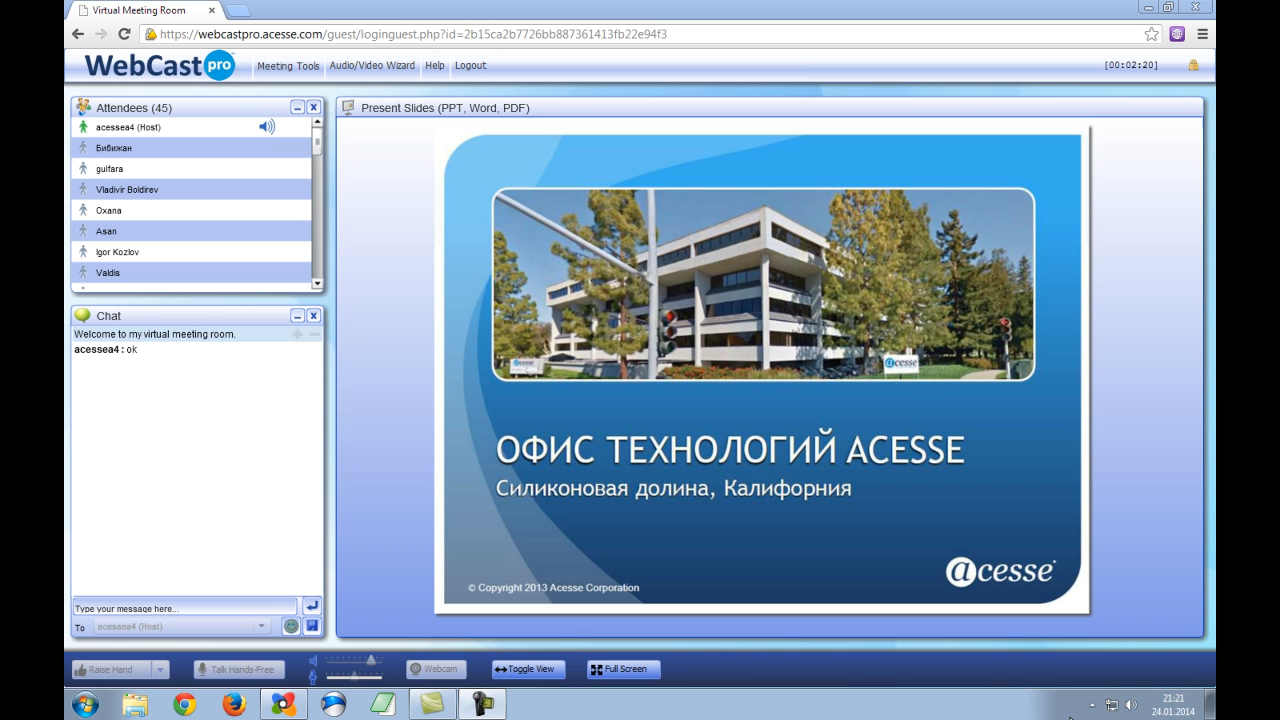 Virtual Meeting Room
https://webcastpro.acesse.com/guest/loginguest.php?id=2b15ca2b7726bb887361413fb22e94f3
WebCast pro
Meeting Tools Audio/Video Wizard Help Logout
[00:02:20]
Attendees (45)
acessea4 (Host)
Бибижан
gulfara
Vladivir Boldirev
Oxana
Asan
Igor Kozlov
Valdis
Chat
Welcome to my virtual meeting room.
acessea4 : ok
Type your message here...
To acessea4 (Host)
Present Slides (PPT, Word, PDF)
acesse
ОФИС ТЕХНОЛОГИЙ ACESSE
Силиконовая долина, Калифорния
acesse
© Copyright 2013 Acesse Corporation
Raise Hand
Talk Hands-Free
Webcam
Toggle View
Full Screen
21:21
24.01.2014